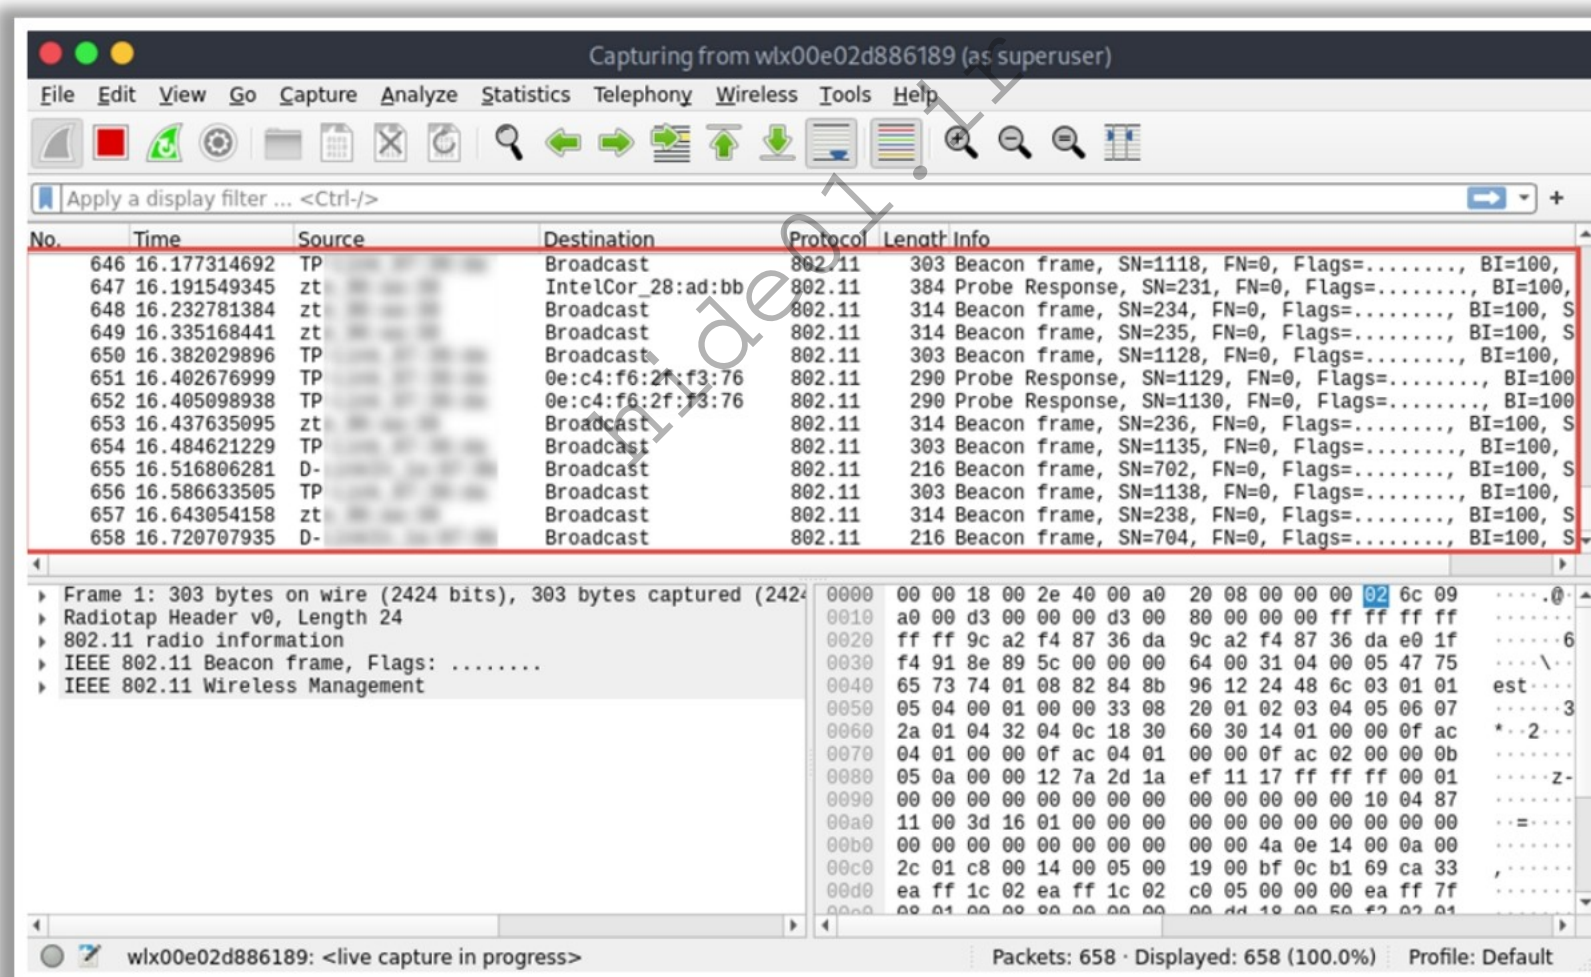 Capturing from wlx00e02d886189 (as superuser)
File Edit View Go Capture Analyze Statistics Telephony Wireless Tools Help
Apply a display filter ... <Ctrl-/>
No. Time Source Destination Protocol Length Info
646 16.177314692 TP Broadcast 802.11 303 Beacon frame, SN=1118, FN=0, Flags=........, BI=100,
647 16.191549345 zt IntelCor_28:ad:bb 802.11 384 Probe Response, SN=231, FN=0, Flags=........, BI=100,
648 16.232781384 zt Broadcast 802.11 314 Beacon frame, SN=234, FN=0, Flags=........, BI=100, S
649 16.335168441 zt Broadcast 802.11 314 Beacon frame, SN=235, FN=0, Flags=........, BI=100, S
650 16.382029896 TP Broadcast 802.11 303 Beacon frame, SN=1128, FN=0, Flags=........, BI=100,
651 16.402676999 TP 0e:c4:f6:2f:f3:76 802.11 290 Probe Response, SN=1129, FN=0, Flags=........, BI=100
652 16.405098938 TP 0e:c4:f6:2f:f3:76 802.11 290 Probe Response, SN=1130, FN=0, Flags=........, BI=100
653 16.437635095 zt Broadcast 802.11 314 Beacon frame, SN=236, FN=0, Flags=........, BI=100, S
654 16.484621229 TP Broadcast 802.11 303 Beacon frame, SN=1135, FN=0, Flags=........, BI=100,
655 16.516806281 D- Broadcast 802.11 216 Beacon frame, SN=702, FN=0, Flags=........, BI=100, S
656 16.586633505 TP Broadcast 802.11 303 Beacon frame, SN=1138, FN=0, Flags=........, BI=100,
657 16.643054158 zt Broadcast 802.11 314 Beacon frame, SN=238, FN=0, Flags=........, BI=100, S
658 16.720707935 D- Broadcast 802.11 216 Beacon frame, SN=704, FN=0, Flags=........, BI=100, S
hide01.ir
Frame 1: 303 bytes on wire (2424 bits), 303 bytes captured (2424
Radiotap Header v0, Length 24
802.11 radio information
IEEE 802.11 Beacon frame, Flags: ........
IEEE 802.11 Wireless Management
0000 00 00 18 00 2e 40 00 a0 20 08 00 00 00 02 6c 09 ·····.@·
0010 a0 00 d3 00 00 00 d3 00 80 00 00 00 ff ff ff ff ·······
0020 ff ff 9c a2 f4 87 36 da 9c a2 f4 87 36 da e0 1f ······6
0030 f4 91 8e 89 5c 00 00 00 64 00 31 04 00 05 47 75 ····\··
0040 65 73 74 01 08 82 84 8b 96 12 24 48 6c 03 01 01 est····
0050 05 04 00 01 00 00 33 08 20 01 02 03 04 05 06 07 ······3
0060 2a 01 04 32 04 0c 18 30 60 30 14 01 00 00 0f ac *··2···
0070 04 01 00 00 0f ac 04 01 00 00 0f ac 02 00 00 0b ·······
0080 05 0a 00 00 12 7a 2d 1a ef 11 17 ff ff ff 00 01 ·····z-
0090 00 00 00 00 00 00 00 00 00 00 00 00 00 10 04 87 ·······
00a0 11 00 3d 16 01 00 00 00 00 00 00 00 00 00 00 00 ··=····
00b0 00 00 00 00 00 00 00 00 00 00 00 4a 0e 14 00 0a 00 ·······
00c0 2c 01 c8 00 14 00 05 00 19 00 bf 0c b1 69 ca 33 ,······
00d0 ea ff 1c 02 ea ff 1c 02 c0 05 00 00 00 ea ff 7f ·······
wlx00e02d886189: <live capture in progress>
Packets: 658 · Displayed: 658 (100.0%) Profile: Default